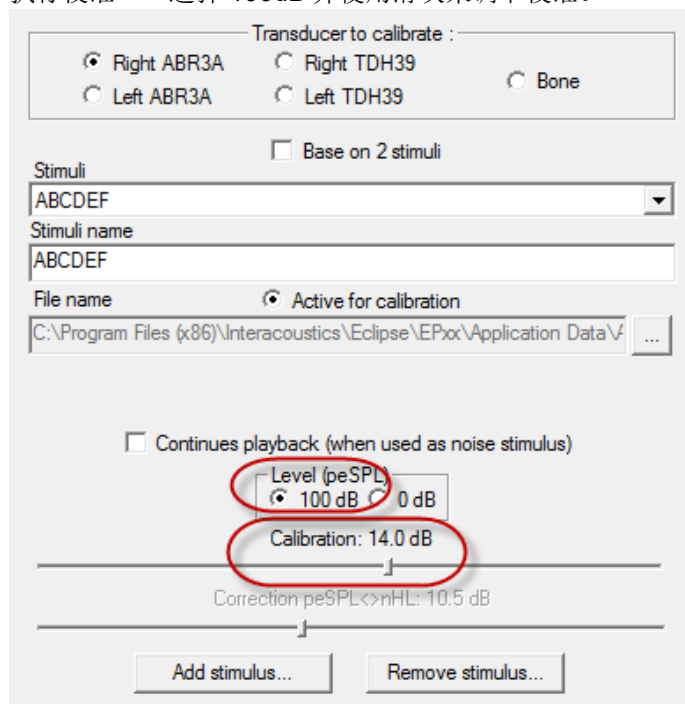 Transducer to calibrate :
Right ABR3A Right TDH39
Bone
Left ABR3A Left TDH39
Base on 2 stimuli
Stimuli
ABCDEF
Stimuli name
ABCDEF
File name Active for calibration
C:\Program Files (x86)\Interacoustics\Eclipse\EPxx\Application Data\
...
Continues playback (when used as noise stimulus)
Level (peSPL)
100 dB 0 dB
Calibration: 14.0 dB
Correction peSPL<>nHL: 10.5 dB
Add stimulus... Remove stimulus...